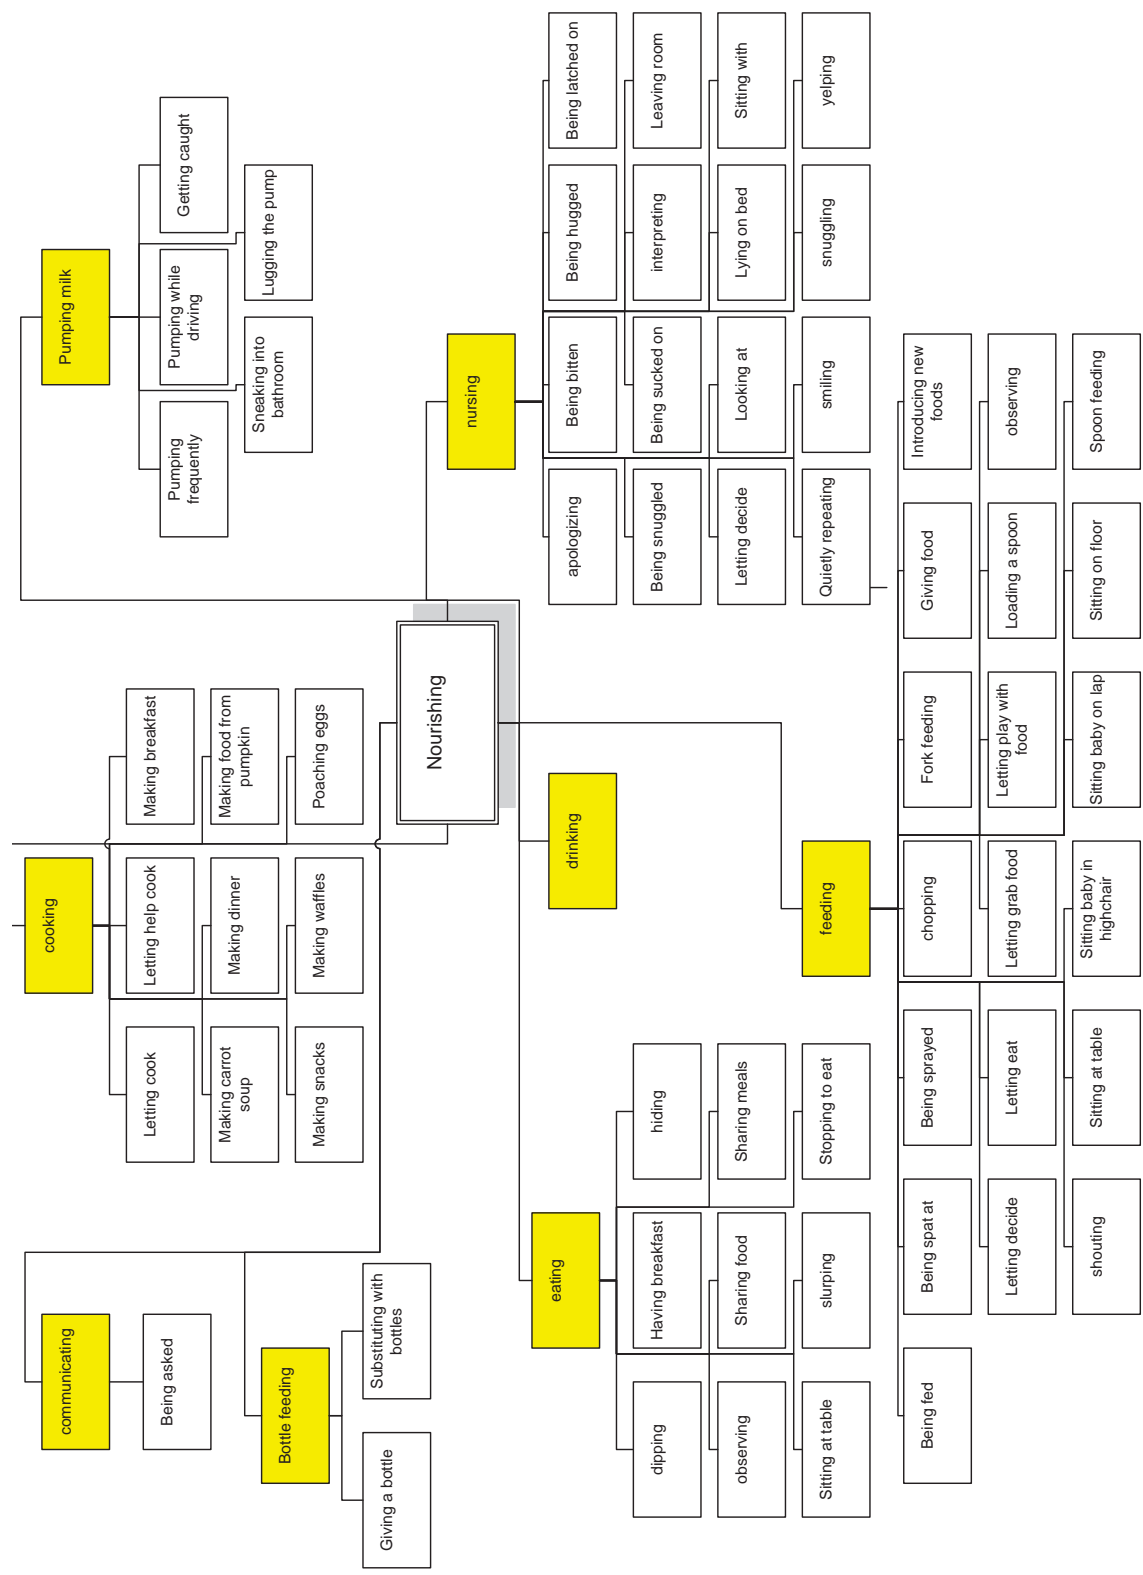 Nourishing
communicating
Being asked
Bottle feeding
Giving a bottle
Substituting with
bottles
cooking
Letting cook
Letting help cook
Making breakfast
Making carrot
soup
Making dinner
Making food from
pumpkin
Making snacks
Making waffles
Poaching eggs
Pumping milk
Pumping
frequently
Pumping while
driving
Getting caught
Sneaking into
bathroom
Lugging the pump
eating
dipping
Having breakfast
hiding
observing
Sharing food
Sharing meals
Sitting at table
slurping
Stopping to eat
drinking
nursing
apologizing
Being bitten
Being hugged
Being latched on
Being snuggled
Being sucked on
interpreting
Leaving room
Letting decide
Looking at
Lying on bed
Sitting with
Quietly repeating
smiling
snuggling
yelping
feeding
Being fed
Being spat at
Being sprayed
chopping
Fork feeding
Giving food
Introducing new
foods
Letting decide
Letting eat
Letting grab food
Letting play with
food
Loading a spoon
observing
shouting
Sitting at table
Sitting baby in
highchair
Sitting baby on lap
Sitting on floor
Spoon feeding